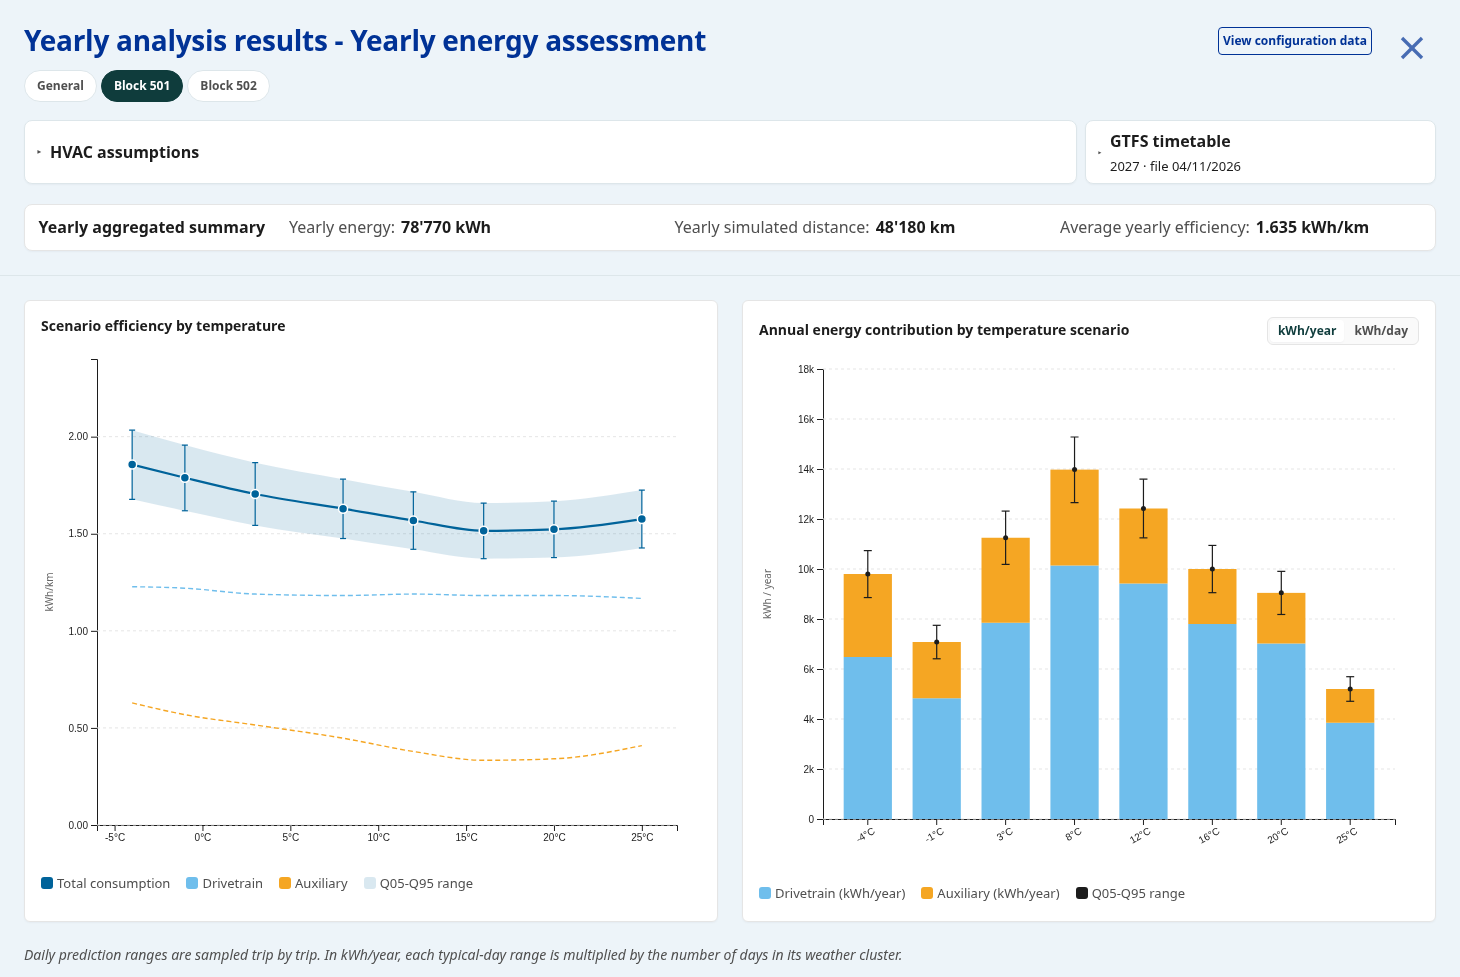 Yearly analysis results - Yearly energy assessment
View configuration data
General
Block 501
Block 502
HVAC assumptions
GTFS timetable
2027 · file 04/11/2026
Yearly aggregated summary
Yearly energy: 78'770 kWh
Yearly simulated distance: 48'180 km
Average yearly efficiency: 1.635 kWh/km
Scenario efficiency by temperature
2.00
1.50
1.00
0.50
0.00
kWh/km
-5°C 0°C 5°C 10°C 15°C 20°C 25°C
Total consumption Drivetrain Auxiliary Q05-Q95 range
Annual energy contribution by temperature scenario
kWh/year kWh/day
18k
16k
14k
12k
10k
8k
6k
4k
2k
0
kWh / year
-4°C -1°C 3°C 8°C 12°C 16°C 20°C 25°C
Drivetrain (kWh/year) Auxiliary (kWh/year) Q05-Q95 range
Daily prediction ranges are sampled trip by trip. In kWh/year, each typical-day range is multiplied by the number of days in its weather cluster.